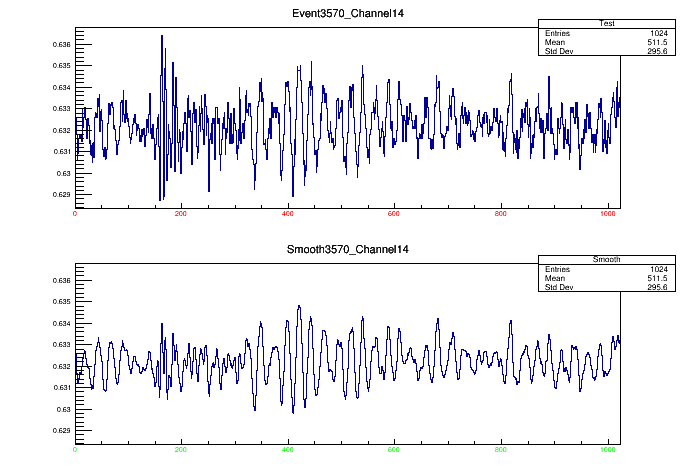 Event3570_Channel14
Test
Entries 1024
Mean 511.5
Std Dev 295.6
0.636
0.635
0.634
0.633
0.632
0.631
0.63
0.629
0 200 400 600 800 1000
Smooth3570_Channel14
Smooth
Entries 1024
Mean 511.5
Std Dev 295.6
0.636
0.635
0.634
0.633
0.632
0.631
0.63
0.629
0 200 400 600 800 1000